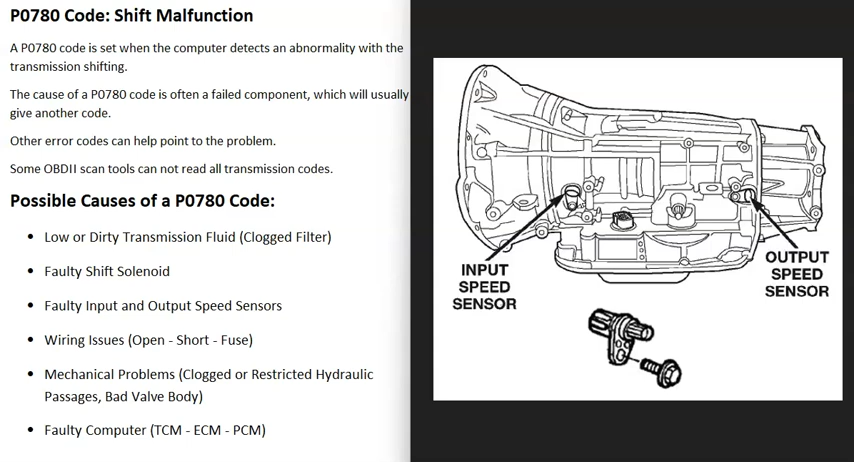 P0780 Code: Shift Malfunction
A P0780 code is set when the computer detects an abnormality with the
transmission shifting.
The cause of a P0780 code is often a failed component, which will usually
give another code.
Other error codes can help point to the problem.
Some OBDII scan tools can not read all transmission codes.
Possible Causes of a P0780 Code:
• Low or Dirty Transmission Fluid (Clogged Filter)
• Faulty Shift Solenoid
• Faulty Input and Output Speed Sensors
• Wiring Issues (Open - Short - Fuse)
• Mechanical Problems (Clogged or Restricted Hydraulic
Passages, Bad Valve Body)
• Faulty Computer (TCM - ECM - PCM)
INPUT
SPEED
SENSOR
OUTPUT
SPEED
SENSOR